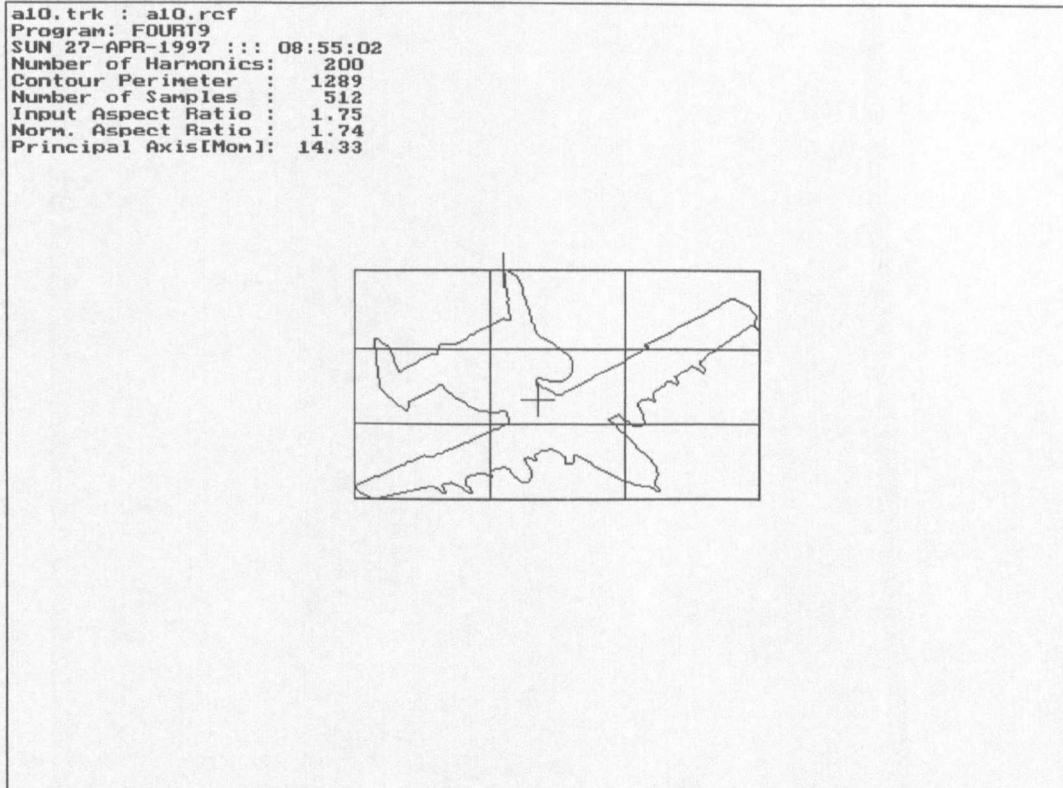 a10.trk : a10.rcf
Program: FOURT9
SUN 27-APR-1997 ::: 08:55:02
Number of Harmonics: 200
Contour Perimeter : 1289
Number of Samples : 512
Input Aspect Ratio : 1.75
Norm. Aspect Ratio : 1.74
Principal Axis[Mom]: 14.33